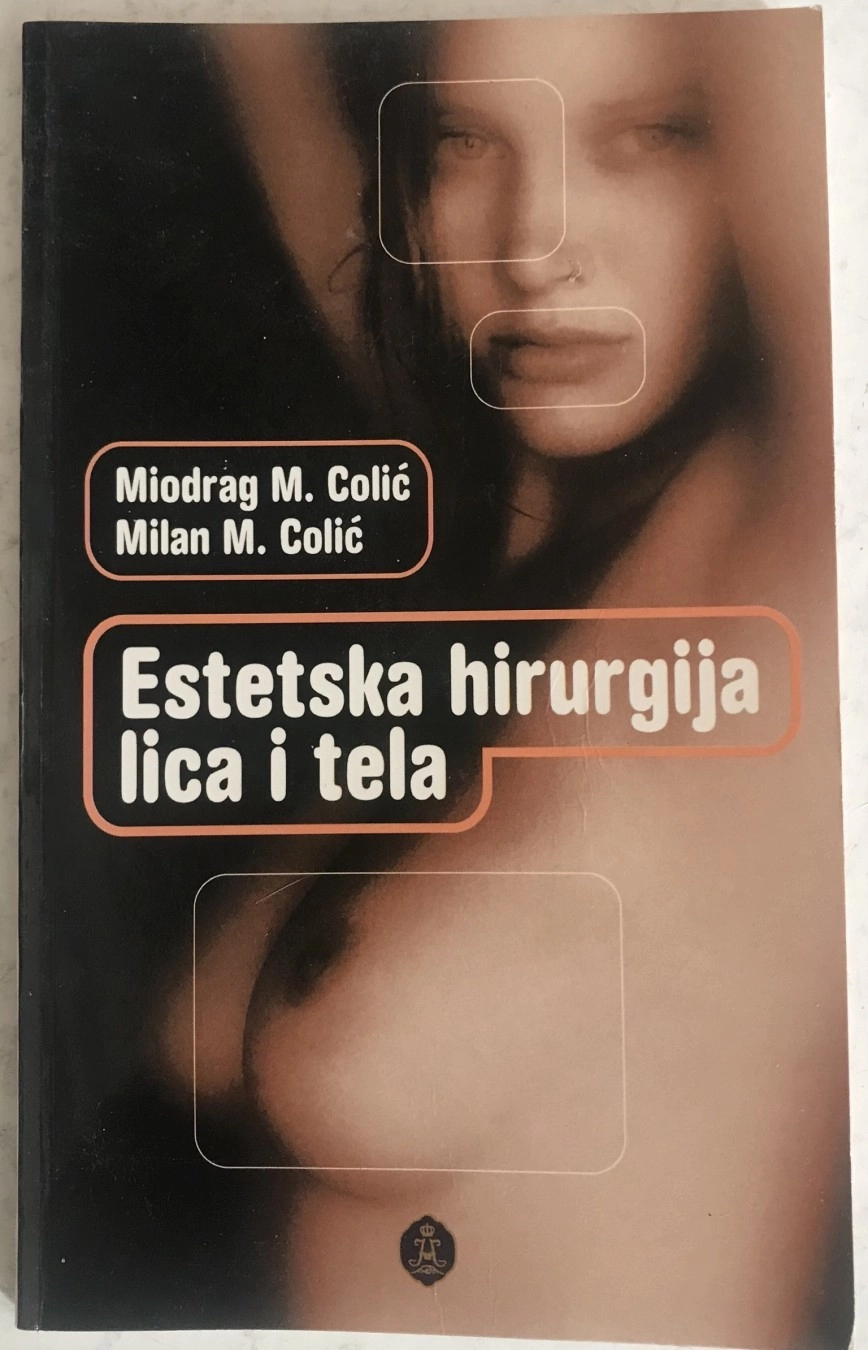 Miodrag M. Colić
Milan M. Colić
Estetska hirurgija
lica i tela